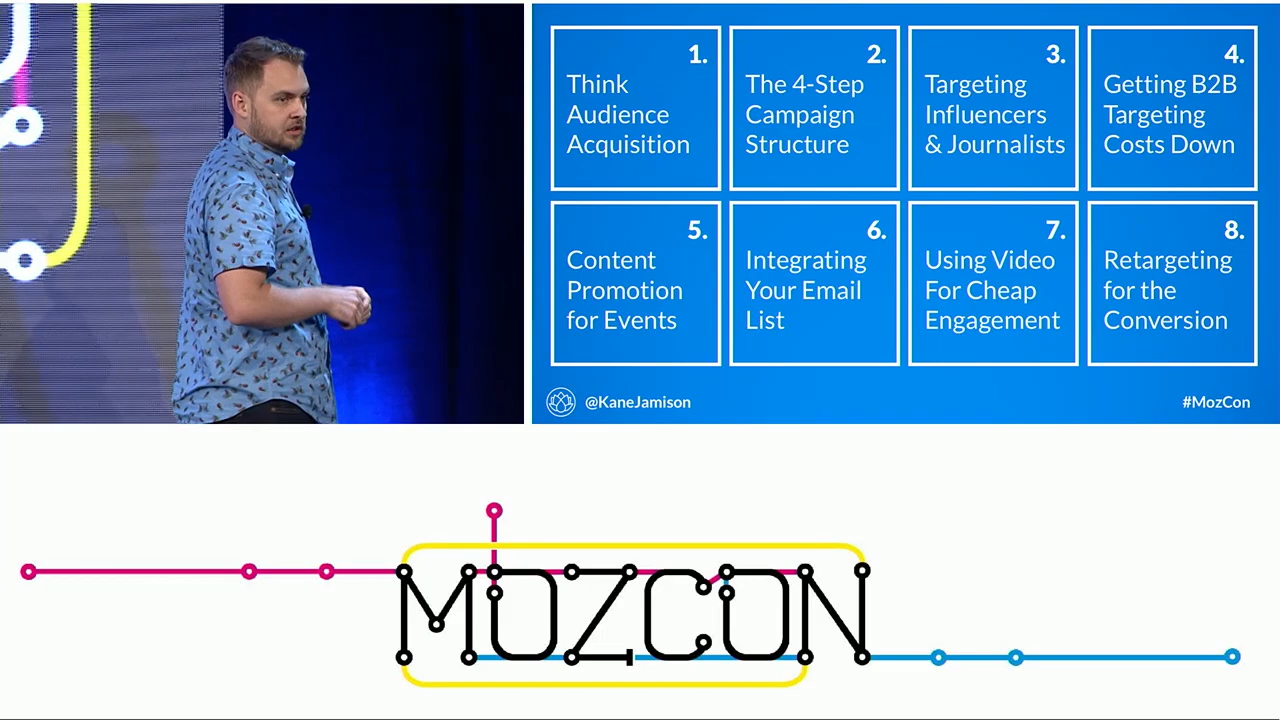 1.
Think
Audience
Acquisition
2.
The 4-Step
Campaign
Structure
3.
Targeting
Influencers
& Journalists
4.
Getting B2B
Targeting
Costs Down
5.
Content
Promotion
for Events
6.
Integrating
Your Email
List
7.
Using Video
For Cheap
Engagement
8.
Retargeting
for the
Conversion
@KaneJamison
#MozCon
MOZCON